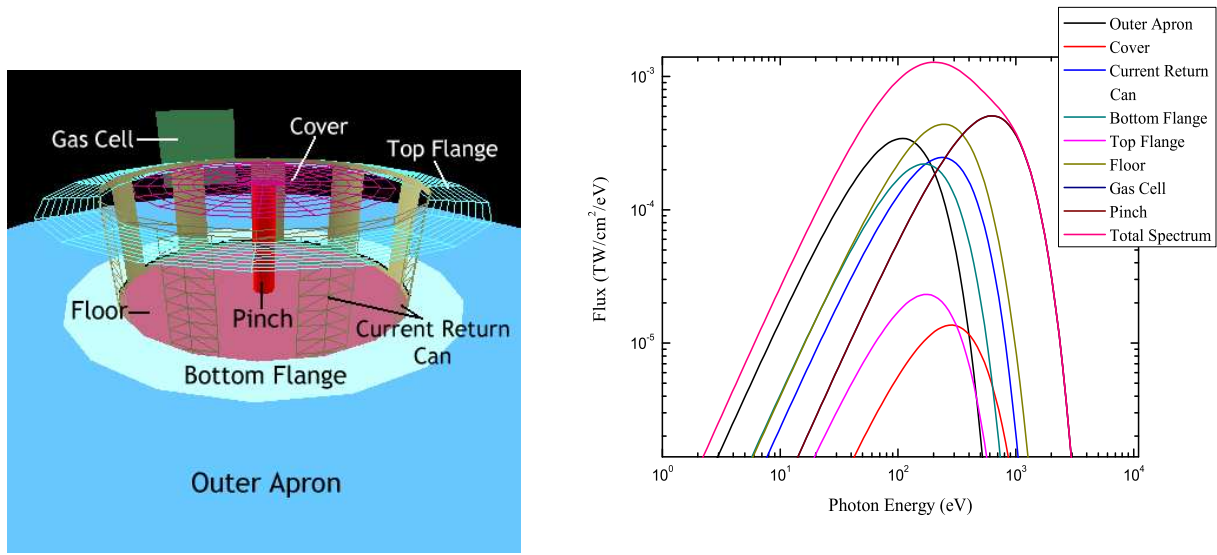 Gas Cell
Cover
Top Flange
Floor
Pinch
Current Return
Can
Bottom Flange
Outer Apron
Outer Apron
Cover
Current Return
Can
Bottom Flange
Top Flange
Floor
Gas Cell
Pinch
Total Spectrum
10⁻³
10⁻⁴
10⁻⁵
Flux (TW/cm²/eV)
10⁰ 10¹ 10² 10³ 10⁴
Photon Energy (eV)